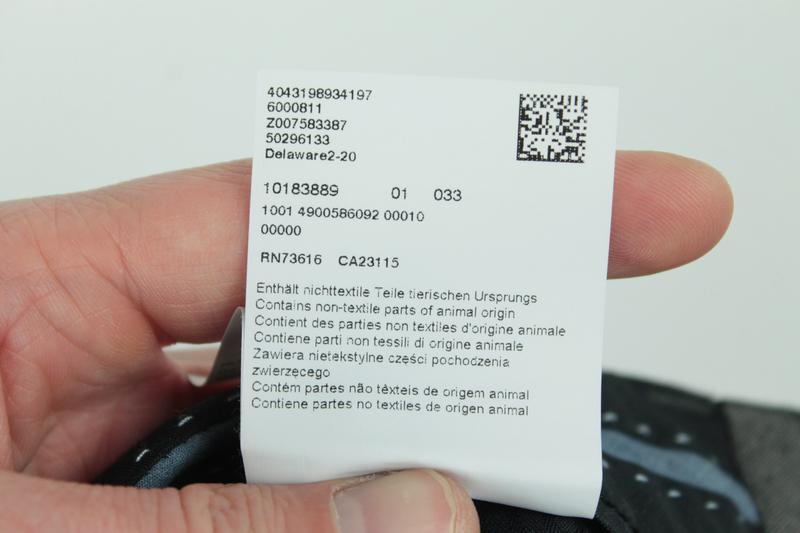 4043198934197
6000811
Z007583387
50296133
Delaware2-20
10183889 01 033
1001 4900586092 00010
00000
RN73616 CA23115
Enthält nichttextile Teile tierischen Ursprungs
Contains non-textile parts of animal origin
Contient des parties non textiles d'origine animale
Contiene parti non tessili di origine animale
Zawiera nietekstylne części pochodzenia
zwierzęcego
Contém partes não têxteis de origem animal
Contiene partes no textiles de origen animal